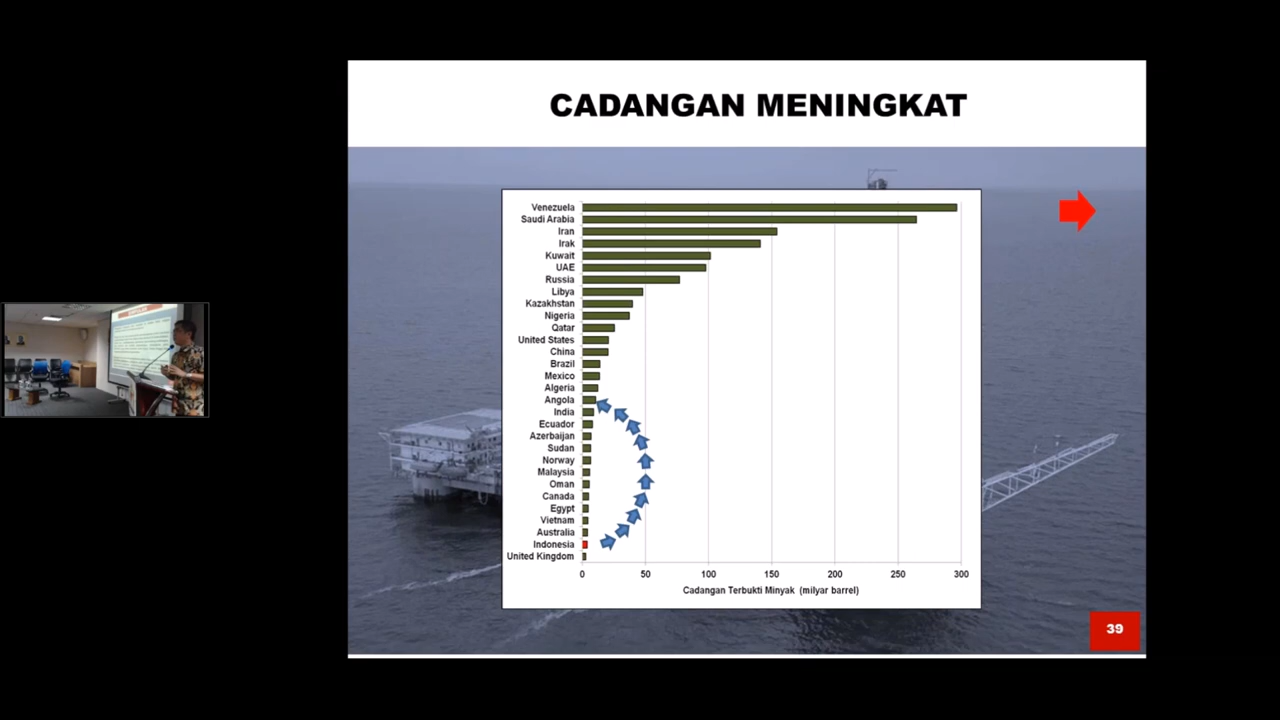 CADANGAN MENINGKAT
Venezuela
Saudi Arabia
Iran
Irak
Kuwait
UAE
Russia
Libya
Kazakhstan
Nigeria
Qatar
United States
China
Brazil
Mexico
Algeria
Angola
India
Ecuador
Azerbaijan
Sudan
Norway
Malaysia
Oman
Canada
Egypt
Vietnam
Australia
Indonesia
United Kingdom
0 50 100 150 200 250 300
Cadangan Terbukti Minyak (milyar barrel)
39